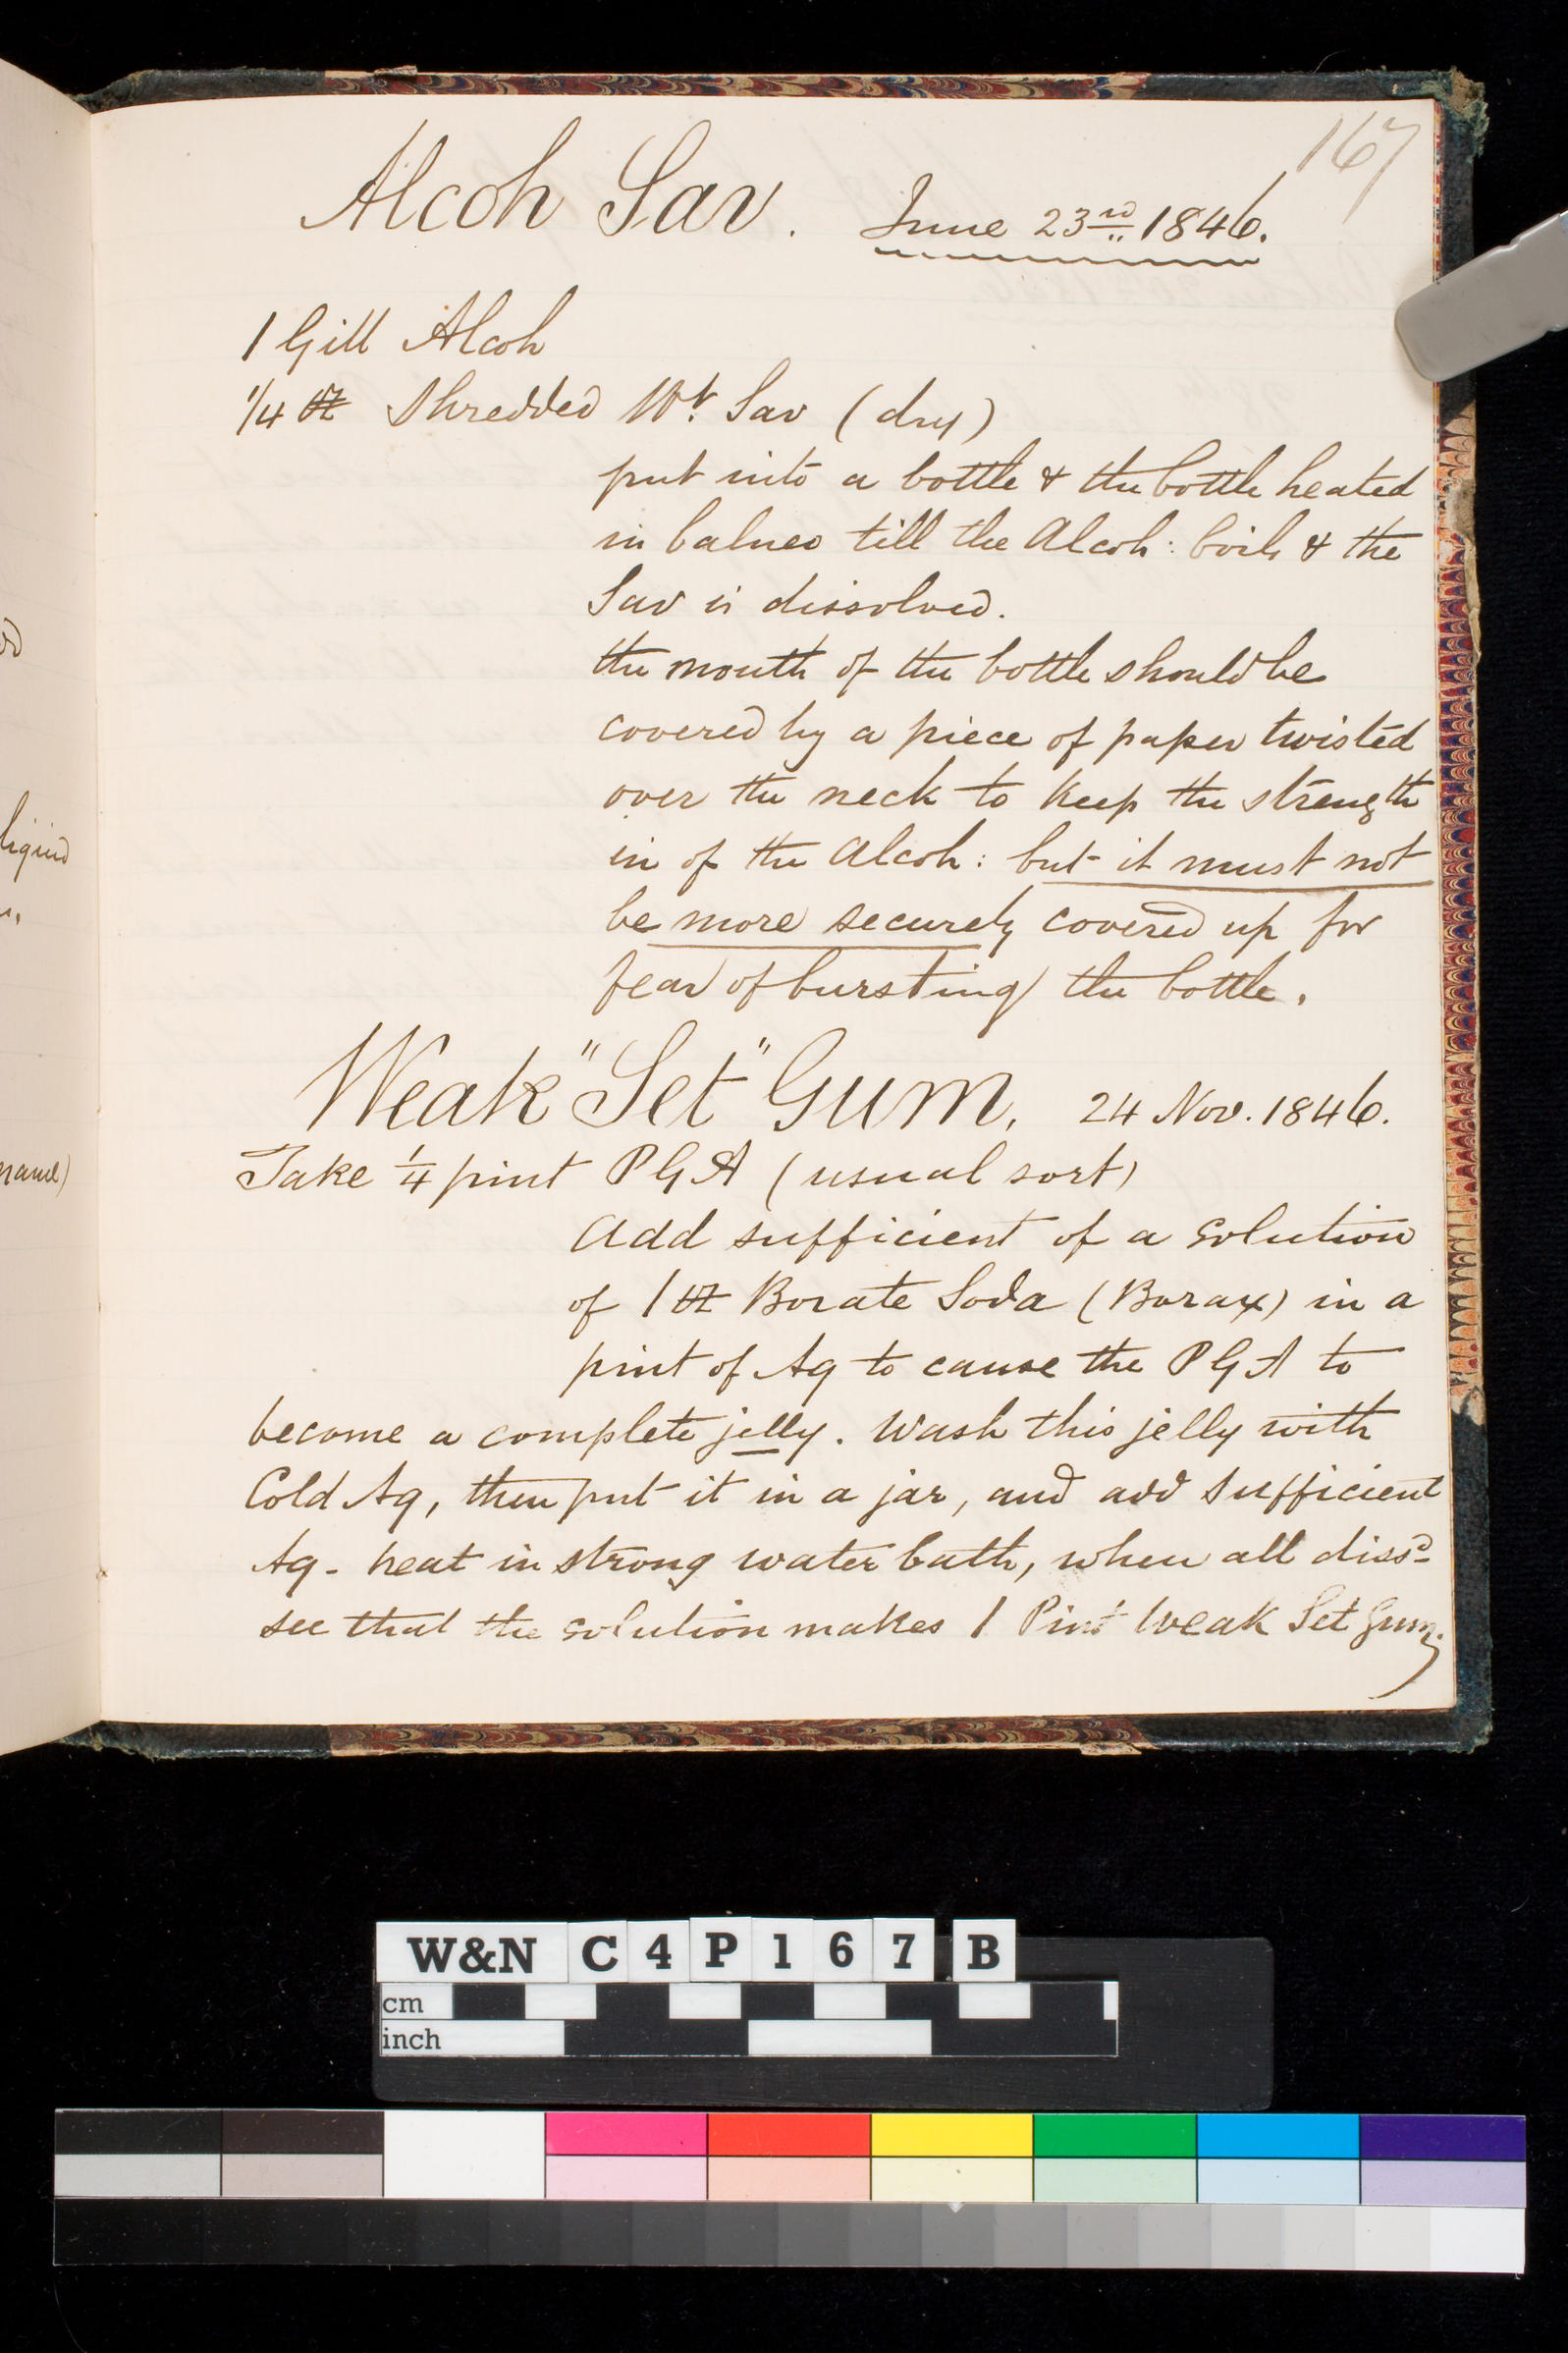 167
Alcoh Sav. June 23rd 1846.
1 Gill Alcoh
1/4 lb Shredded Wt. Sav (dry)
put into a bottle & the bottle heated
in balneo till the Alcoh: boils & the
Sav is dissolved.
the mouth of the bottle should be
covered by a piece of paper twisted
over the neck to keep the strength
in of the Alcoh: but it must not
be more securely covered up for
fear of bursting the bottle.
Weak "Set" Gum. 24 Nov. 1846.
Take 1/4 pint PGA (usual sort)
Add sufficient of a solution
of 1 lb Borate Soda (Borax) in a
pint of Aq to cause the PGA to
become a complete jelly. Wash this jelly with
Cold Aq, then put it in a jar, and add sufficient
Aq - heat in strong water bath, when all dissd
see that the solution makes 1 Pint Weak Set Gum.
liquid
name)
W&N C4P167 B
cm
inch